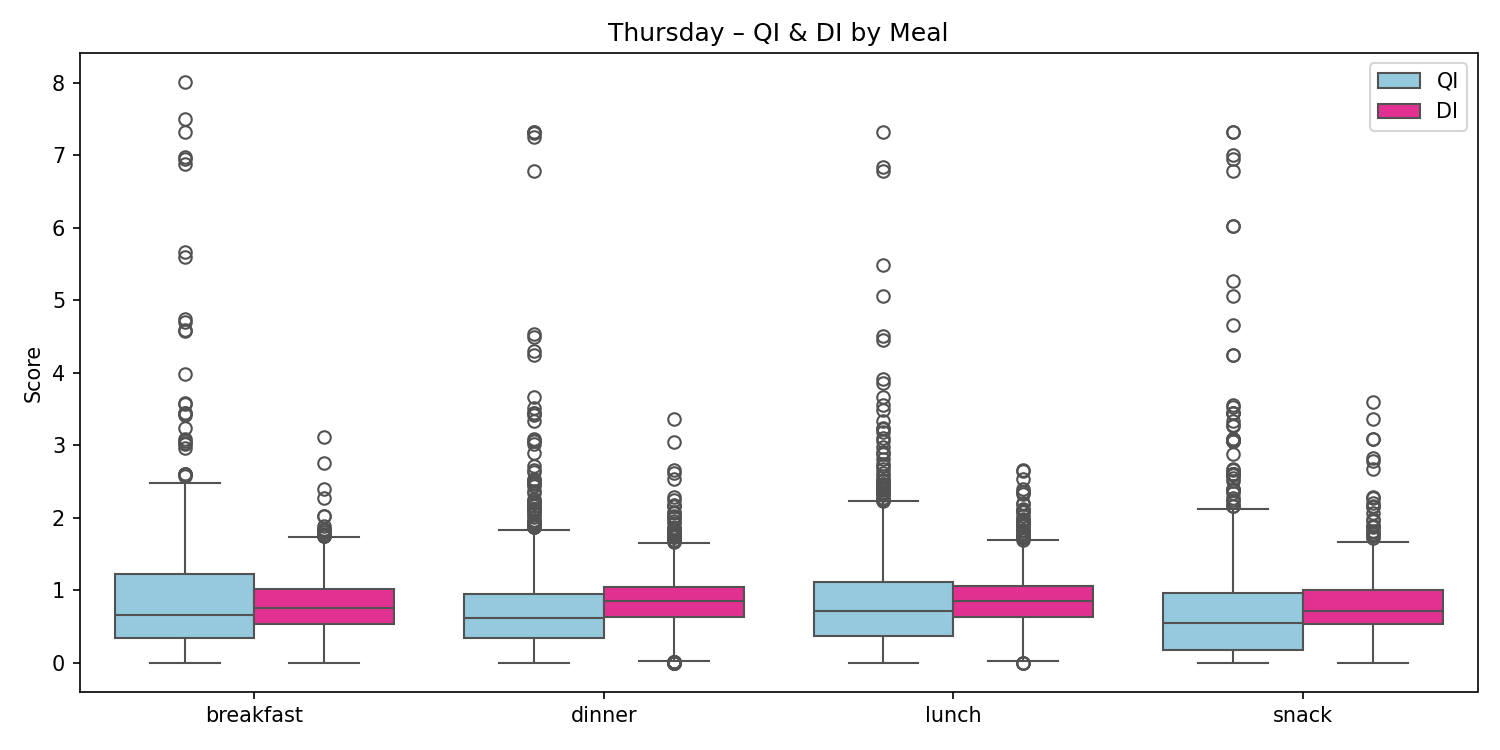 Thursday – QI & DI by Meal
QI
DI
Score
8
7
6
5
4
3
2
1
0
breakfast
dinner
lunch
snack